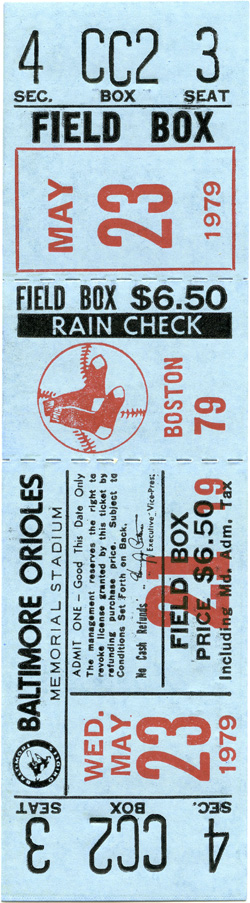 4 CC2 3
SEC. BOX SEAT
FIELD BOX
MAY
23
1979
FIELD BOX $6.50
RAIN CHECK
BOSTON
79
BALTIMORE ORIOLES
MEMORIAL STADIUM
ADMIT ONE – Good This Date Only
The management reserves the right to
revoke license granted by this ticket by
refunding purchase price. Subject to
Conditions Set Forth on Back.
No Cash Refunds
Executive Vice-Pres.
FIELD BOX
PRICE $6.50
Including Md. Adm. Tax
WED.
MAY
23
SEC. BOX SEAT
4 CC2 3